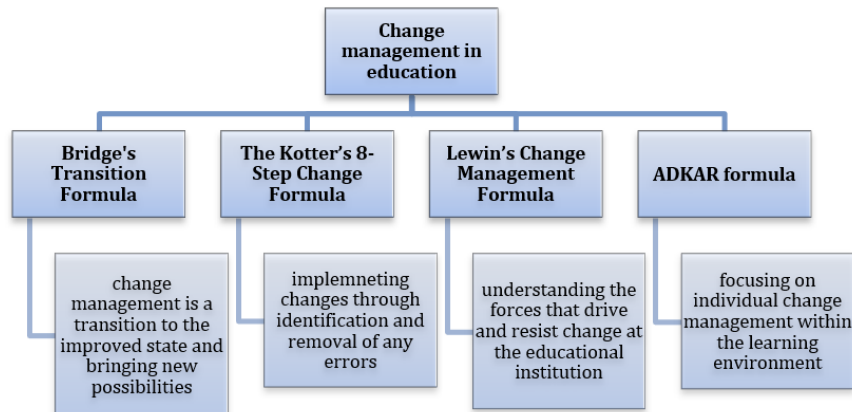 Change
management in
education
Bridge's
Transition
Formula
The Kotter’s 8-
Step Change
Formula
Lewin’s Change
Management
Formula
ADKAR formula
change
management is a
transition to the
improved state and
bringing new
possibilities
implemneting
changes through
identification and
removal of any
errors
understanding the
forces that drive
and resist change at
the educational
institution
focusing on
individual change
management within
the learning
environment